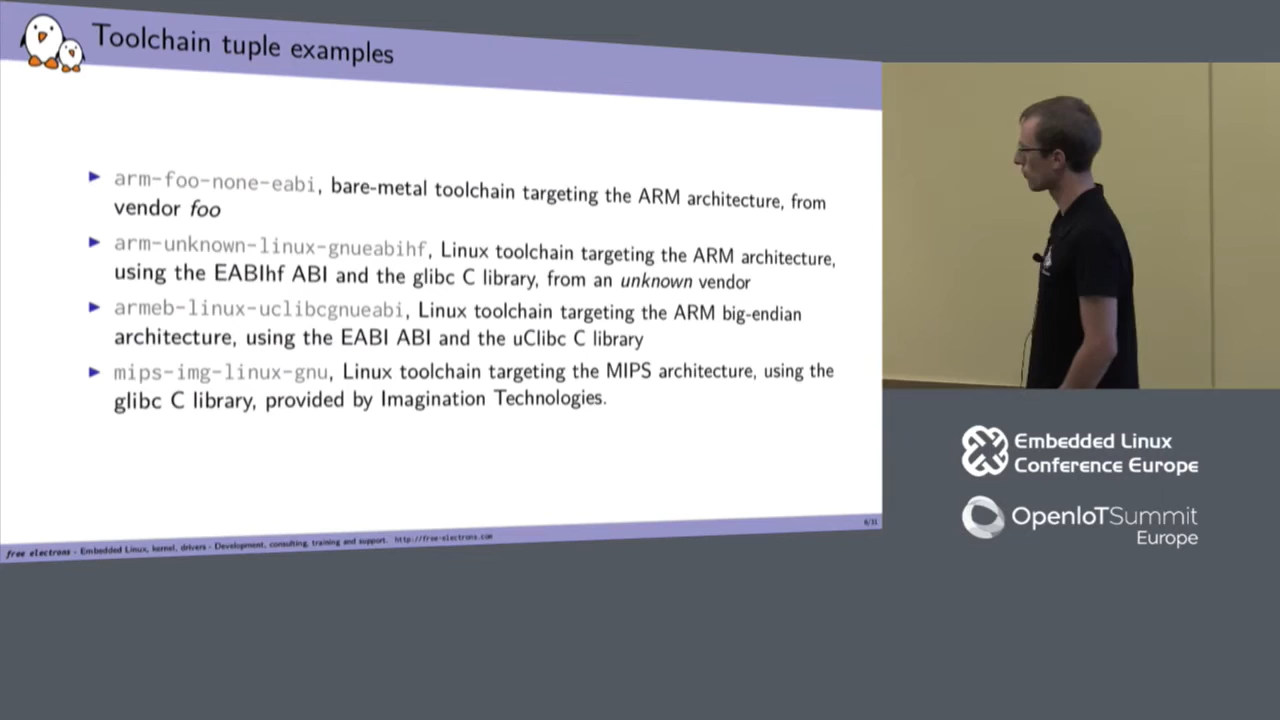 Toolchain tuple examples
arm-foo-none-eabi, bare-metal toolchain targeting the ARM architecture, from
vendor foo
arm-unknown-linux-gnueabihf, Linux toolchain targeting the ARM architecture,
using the EABIhf ABI and the glibc C library, from an unknown vendor
armeb-linux-uclibcgnueabi, Linux toolchain targeting the ARM big-endian
architecture, using the EABI ABI and the uClibc C library
mips-img-linux-gnu, Linux toolchain targeting the MIPS architecture, using the
glibc C library, provided by Imagination Technologies.
6/31
free electrons - Embedded Linux, kernel, drivers - Development, consulting, training and support. http://free-electrons.com
Embedded Linux
Conference Europe
OpenIoTSummit
Europe